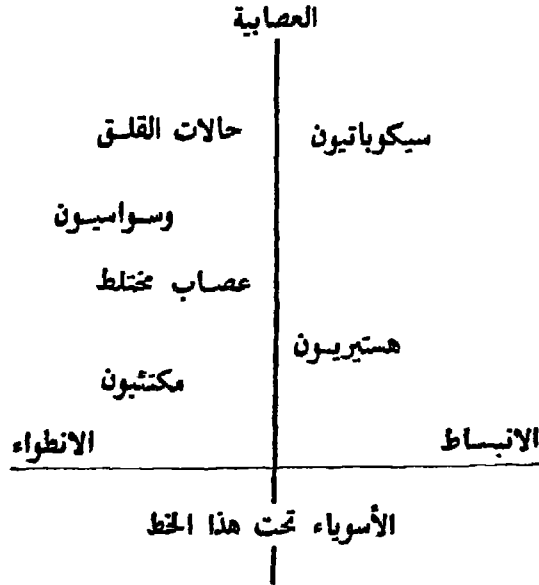 العصابية
سيكوباتيون
حالات القلق
وسواسيون
عصاب مختلط
هستيريون
مكتئبون
الانبساط
الانطواء
الأسوياء تحت هذا الخط